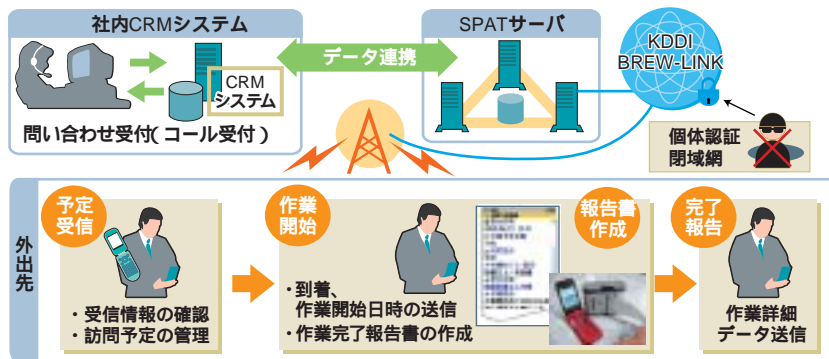 社内CRMシステム
CRM
システム
問い合わせ受付(コール受付)
データ連携
SPATサーバ
KDDI
BREW-LINK
個体認証
閉域網
外出先
予定
受信
・受信情報の確認
・訪問予定の管理
作業
開始
・到着、
作業開始日時の送信
・作業完了報告書の作成
報告書
作成
完了
報告
作業詳細
データ送信